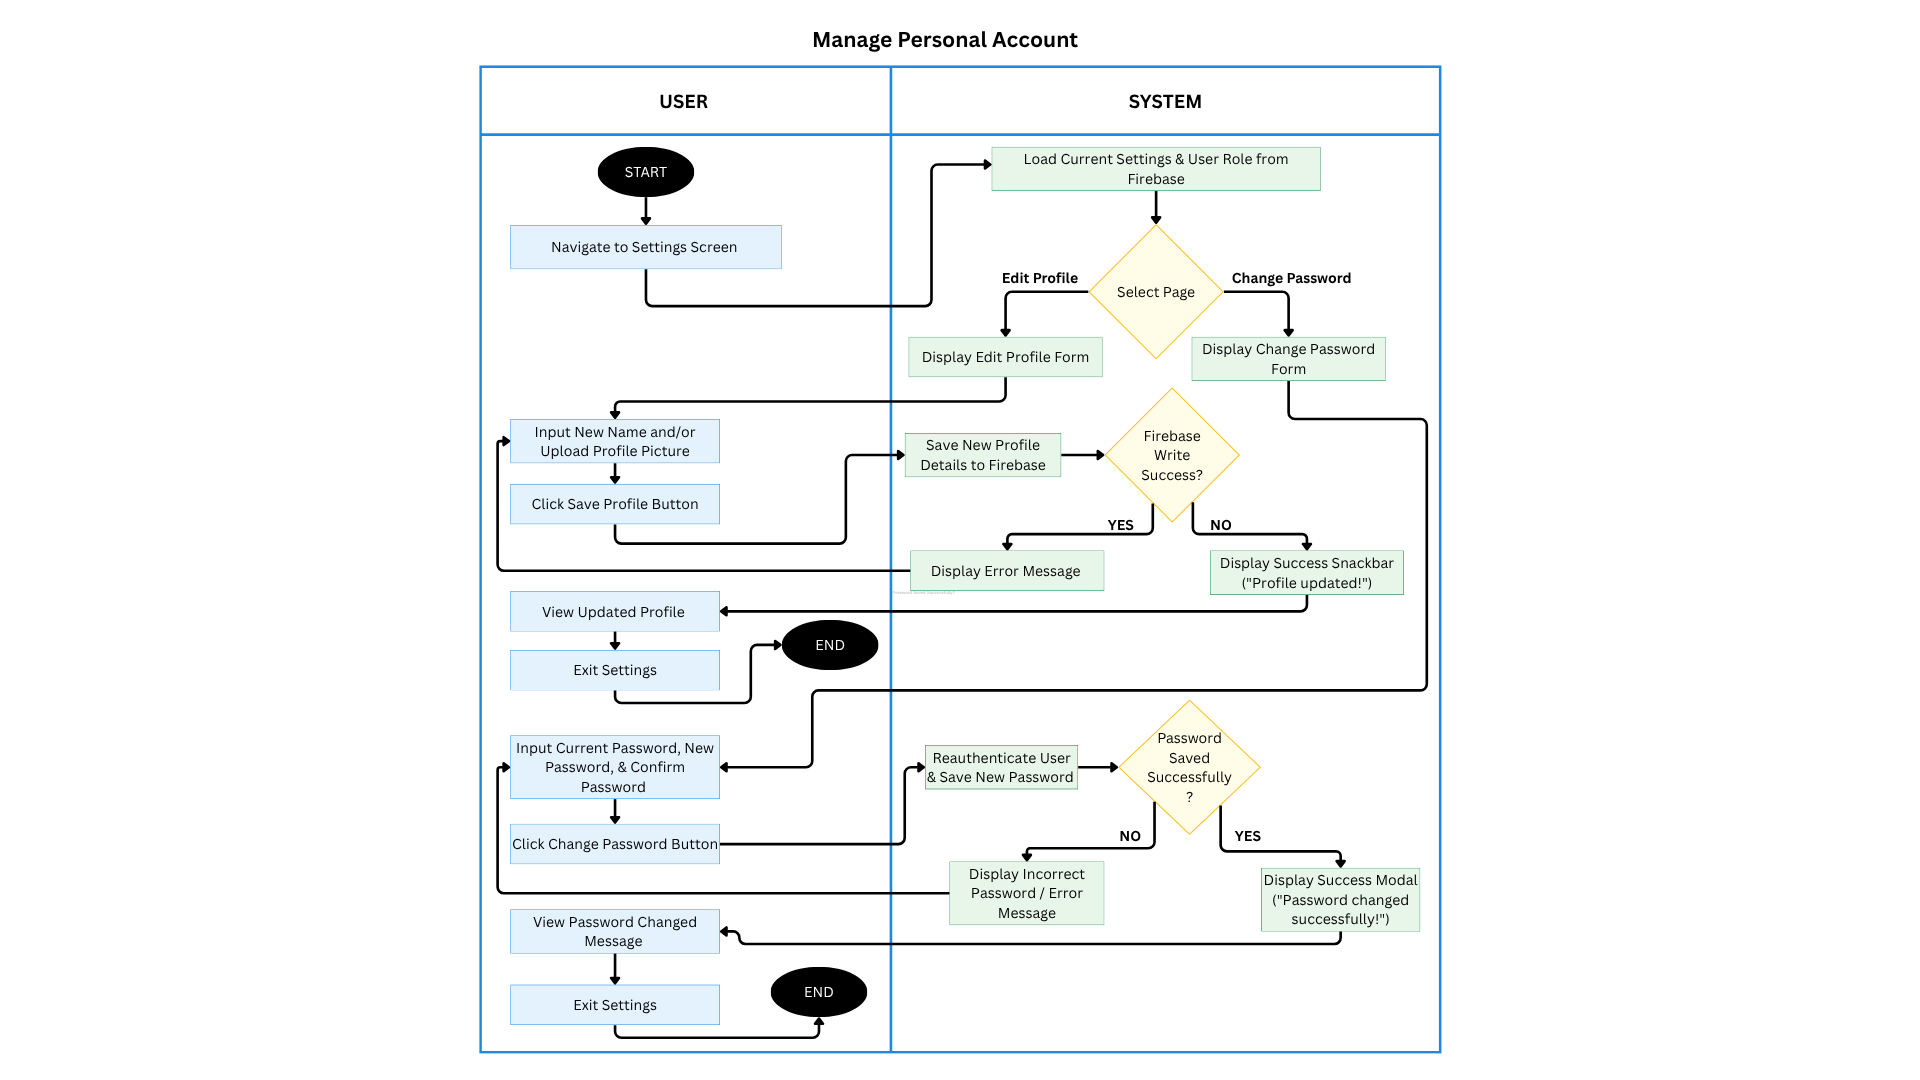 Manage Personal Account
USER
SYSTEM
START
Load Current Settings & User Role from
Firebase
Navigate to Settings Screen
Edit Profile
Select Page
Change Password
Display Edit Profile Form
Display Change Password
Form
Input New Name and/or
Upload Profile Picture
Save New Profile
Details to Firebase
Firebase
Write
Success?
Click Save Profile Button
YES
NO
Display Error Message
Display Success Snackbar
("Profile updated!")
View Updated Profile
END
Exit Settings
Input Current Password, New
Password, & Confirm
Password
Reauthenticate User
& Save New Password
Password
Saved
Successfully
?
Click Change Password Button
NO
YES
Display Incorrect
Password / Error
Message
Display Success Modal
("Password changed
successfully!")
View Password Changed
Message
END
Exit Settings